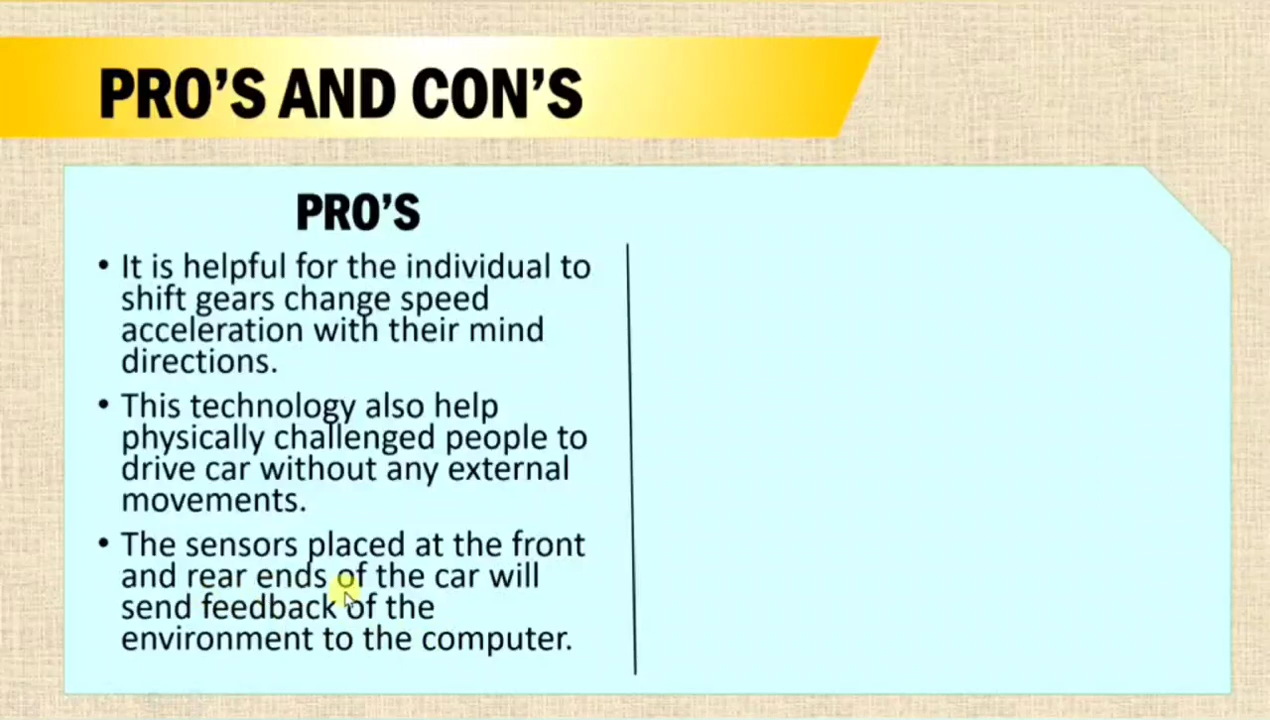 PRO’S AND CON’S
PRO’S
• It is helpful for the individual to
shift gears change speed
acceleration with their mind
directions.
• This technology also help
physically challenged people to
drive car without any external
movements.
• The sensors placed at the front
and rear ends of the car will
send feedback of the
environment to the computer.